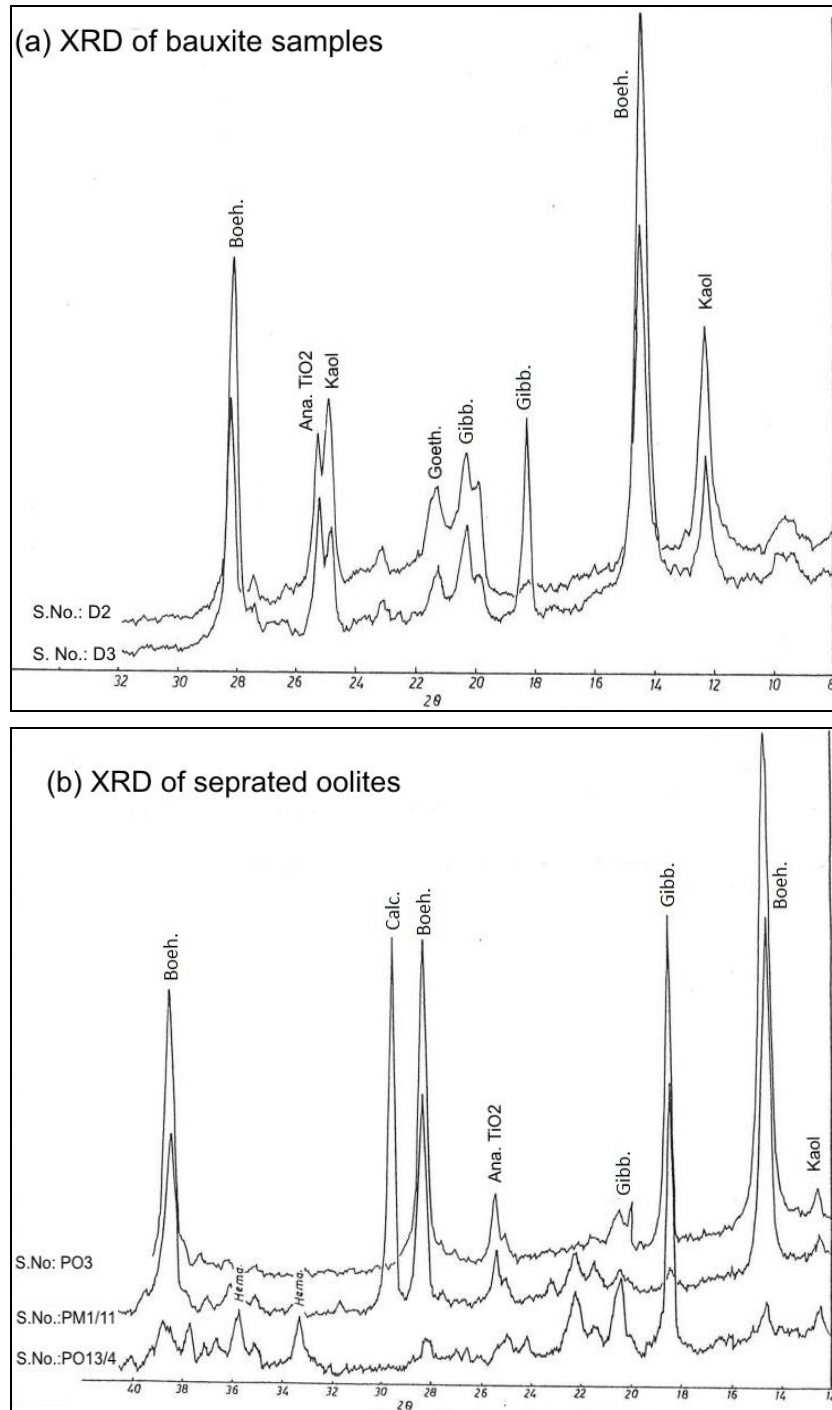 (a) XRD of bauxite samples
Boeh.
Boeh.
Kaol
Ana. TiO2
Kaol
Gibb.
Gibb.
Goeth.
S.No.: D2
S. No.: D3
32 30 28 26 24 22 20 18 16 14 12 10 8
2θ
(b) XRD of seprated oolites
Boeh.
Calc.
Boeh.
Gibb.
Boeh.
Ana. TiO2
Gibb.
Kaol
S.No: PO3
Hema.
Hema.
S.No.:PM1/11
S.No.:PO13/4
40 38 36 34 32 30 28 26 24 22 20 18 16 14
2θ